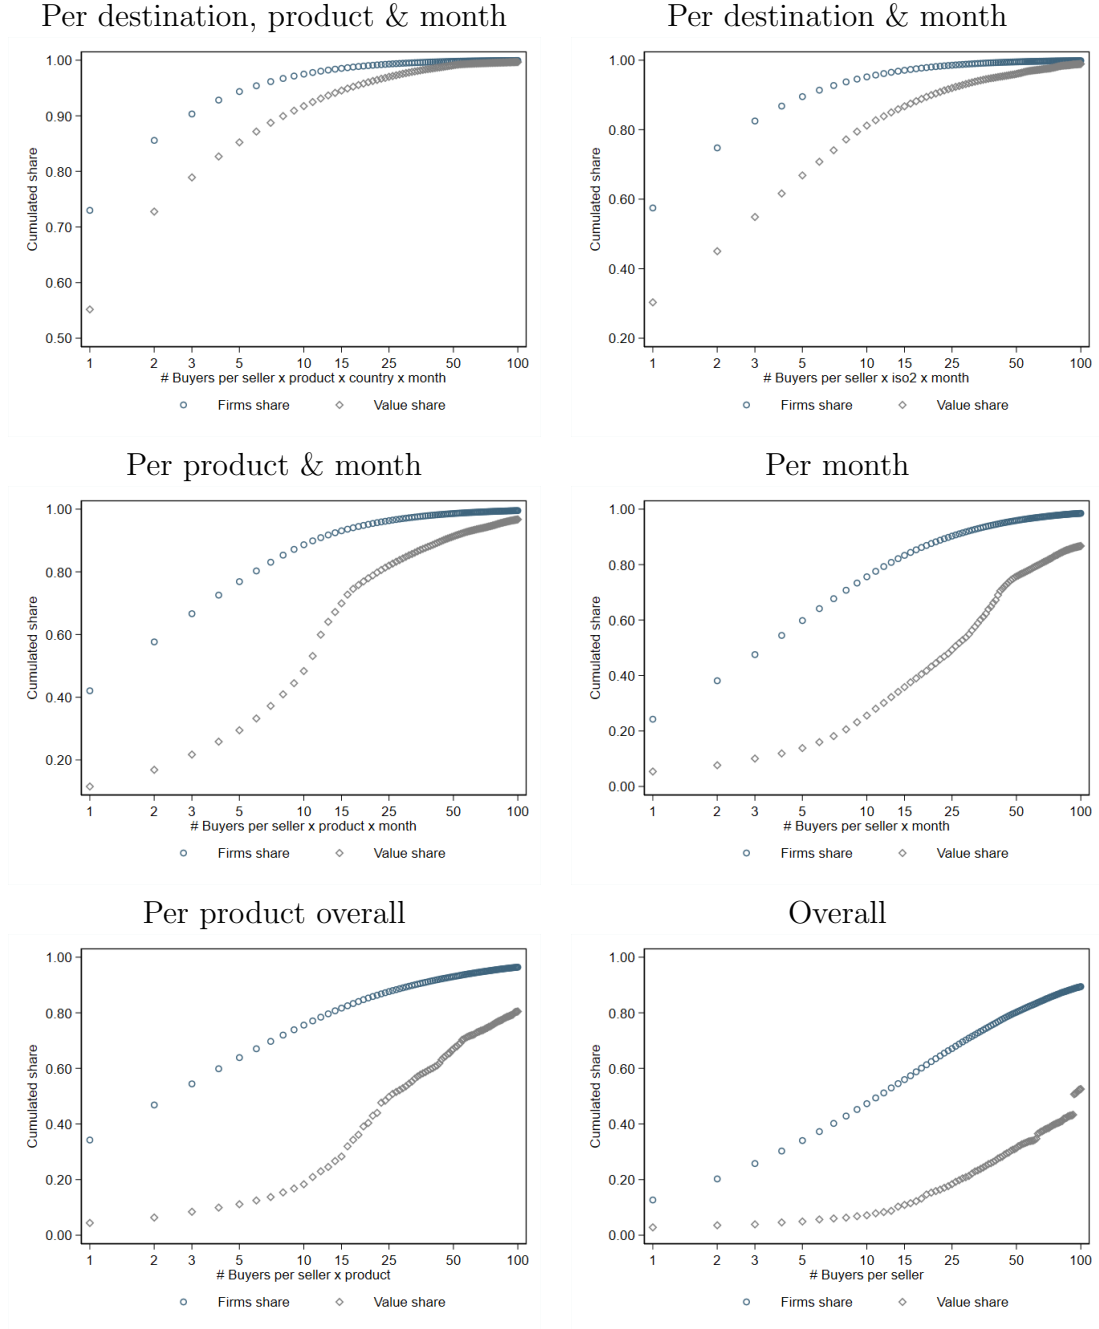 Per destination, product & month
Per destination & month
1.00
0.90
0.80
0.70
0.60
0.50
Cumulated share
1 2 3 5 10 15 25 50 100
# Buyers per seller x product x country x month
Firms share Value share
1.00
0.80
0.60
0.40
0.20
Cumulated share
1 2 3 5 10 15 25 50 100
# Buyers per seller x iso2 x month
Firms share Value share
Per product & month
Per month
1.00
0.80
0.60
0.40
0.20
Cumulated share
1 2 3 5 10 15 25 50 100
# Buyers per seller x product x month
Firms share Value share
1.00
0.80
0.60
0.40
0.20
0.00
Cumulated share
1 2 3 5 10 15 25 50 100
# Buyers per seller x month
Firms share Value share
Per product overall
Overall
1.00
0.80
0.60
0.40
0.20
0.00
Cumulated share
1 2 3 5 10 15 25 50 100
# Buyers per seller x product
Firms share Value share
1.00
0.80
0.60
0.40
0.20
0.00
Cumulated share
1 2 3 5 10 15 25 50 100
# Buyers per seller
Firms share Value share